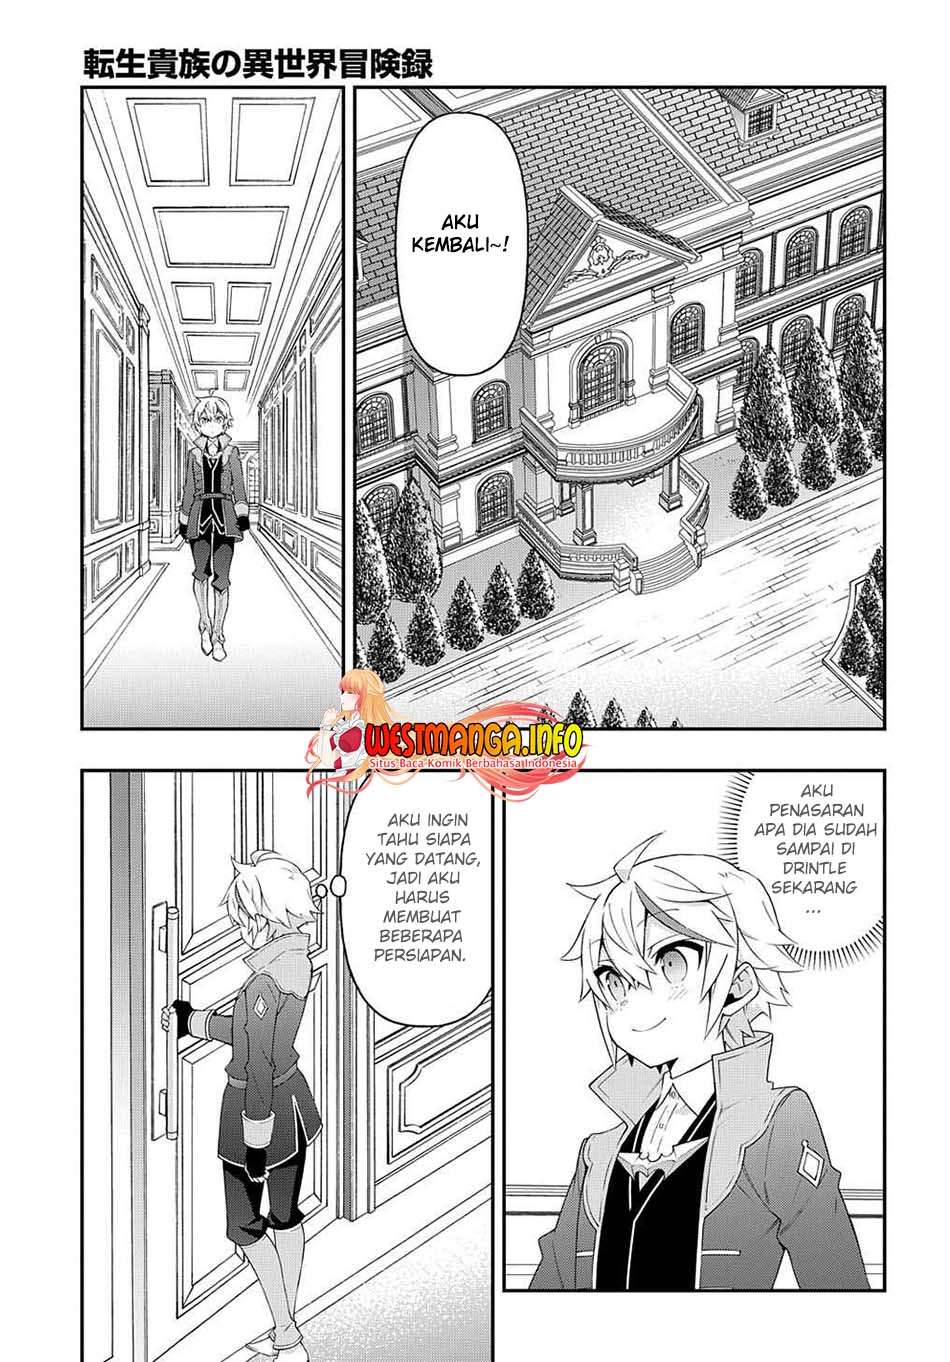 転生貴族の異世界冒険録
AKU
KEMBALI~!
WESTMANGA.INFO
Situs Baca Komik Berbahasa Indonesia
AKU
PENASARAN
APA DIA SUDAH
SAMPAI DI
DRINTLE
SEKARANG
...
AKU INGIN
TAHU SIAPA
YANG DATANG,
JADI AKU
HARUS
MEMBUAT
BEBERAPA
PERSIAPAN.